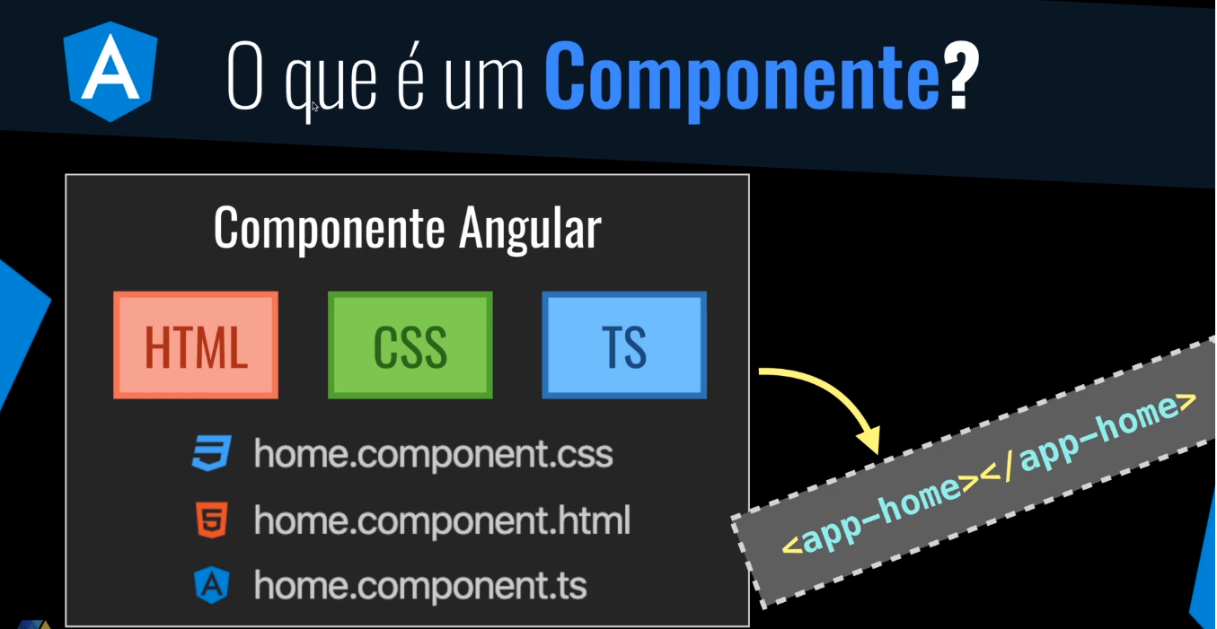 O que é um Componente?
Componente Angular
HTML CSS TS
home.component.css
home.component.html
home.component.ts
<app-home></app-home>